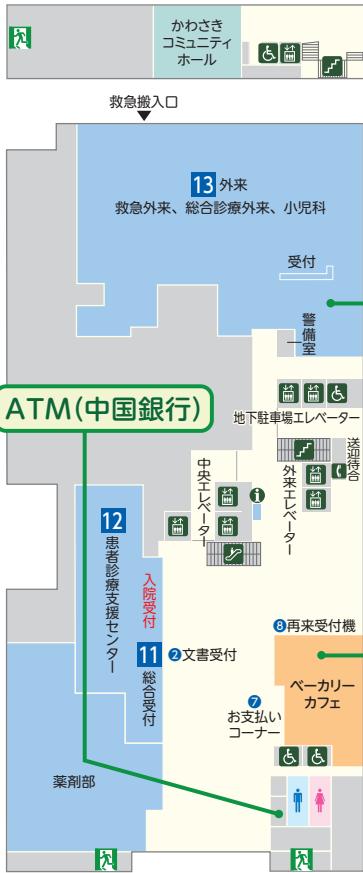 かわさき
コミュニティ
ホール
救急搬入口
13 外来
救急外来、総合診療外来、小児科
受付
警備室
ATM(中国銀行)
地下駐車場エレベーター
送迎待合
中央エレベーター
外来エレベーター
12
患者診療支援センター
入院受付
11
総合受付
❷文書受付
❽再来受付機
ベーカリー
カフェ
❼
お支払い
コーナー
薬剤部